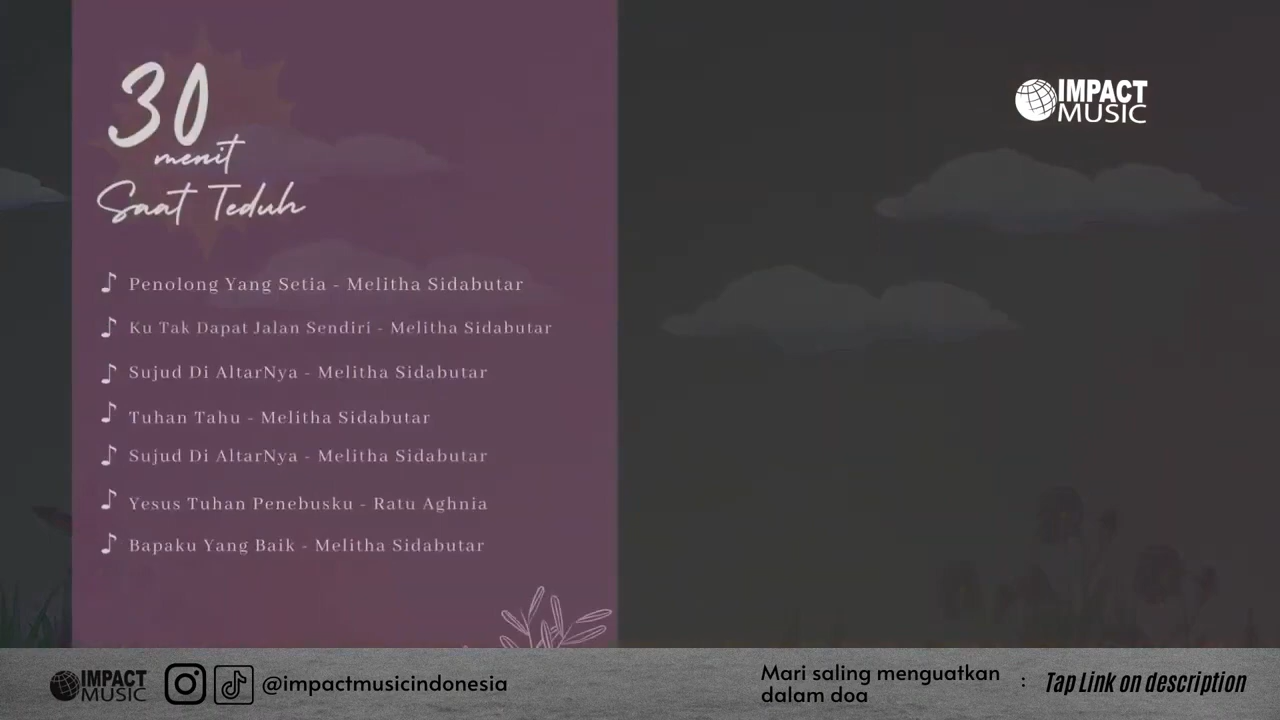 30
menit
Saat Teduh
IMPACT
MUSIC
Penolong Yang Setia - Melitha Sidabutar
Ku Tak Dapat Jalan Sendiri - Melitha Sidabutar
Sujud Di AltarNya - Melitha Sidabutar
Tuhan Tahu - Melitha Sidabutar
Sujud Di AltarNya - Melitha Sidabutar
Yesus Tuhan Penebusku - Ratu Aghnia
Bapaku Yang Baik - Melitha Sidabutar
IMPACT
MUSIC
@impactmusicindonesia
Mari saling menguatkan
dalam doa
: Tap Link on description